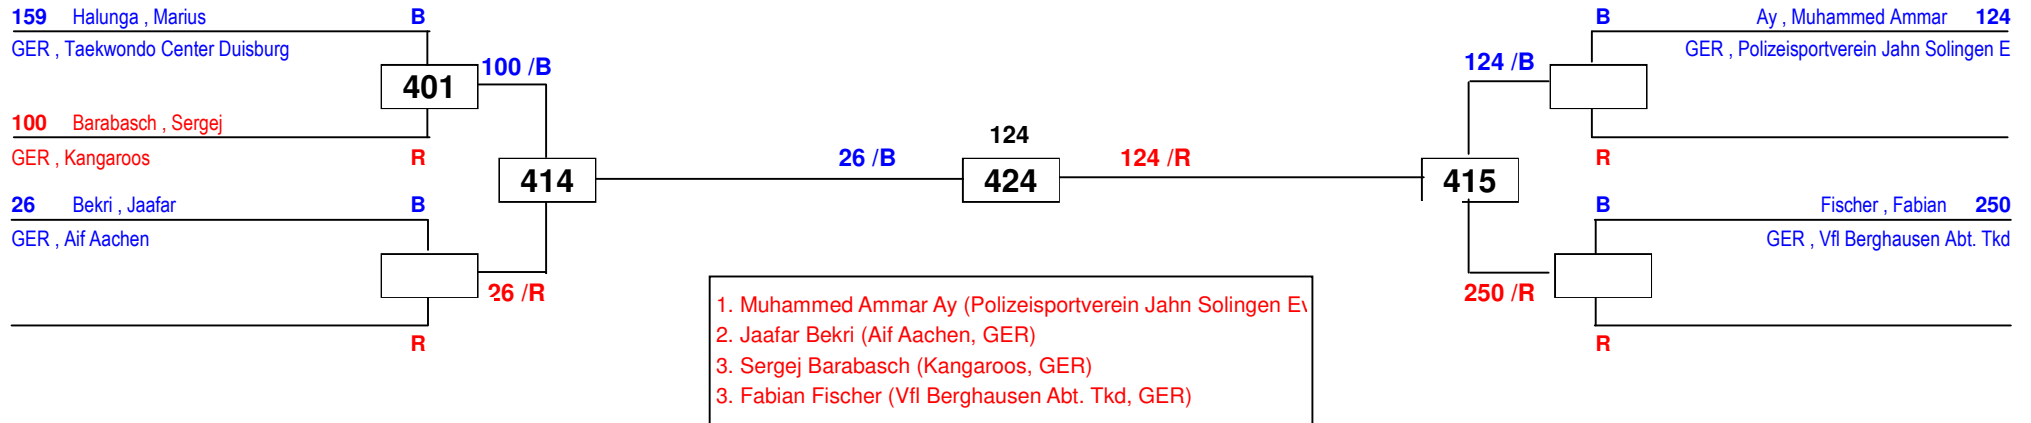 159 Halunga , Marius B
GER , Taekwondo Center Duisburg
401
100 /B
100 Barabasch , Sergej
GER , Kangaroos R
414
26 Bekri , Jaafar B
GER , Aif Aachen
26 /R
R
26 /B
124
424
124 /R
B Ay , Muhammed Ammar 124
GER , Polizeisportverein Jahn Solingen E
124 /B
R
415
B Fischer , Fabian 250
GER , Vfl Berghausen Abt. Tkd
250 /R
R
1. Muhammed Ammar Ay (Polizeisportverein Jahn Solingen Ev
2. Jaafar Bekri (Aif Aachen, GER)
3. Sergej Barabasch (Kangaroos, GER)
3. Fabian Fischer (Vfl Berghausen Abt. Tkd, GER)